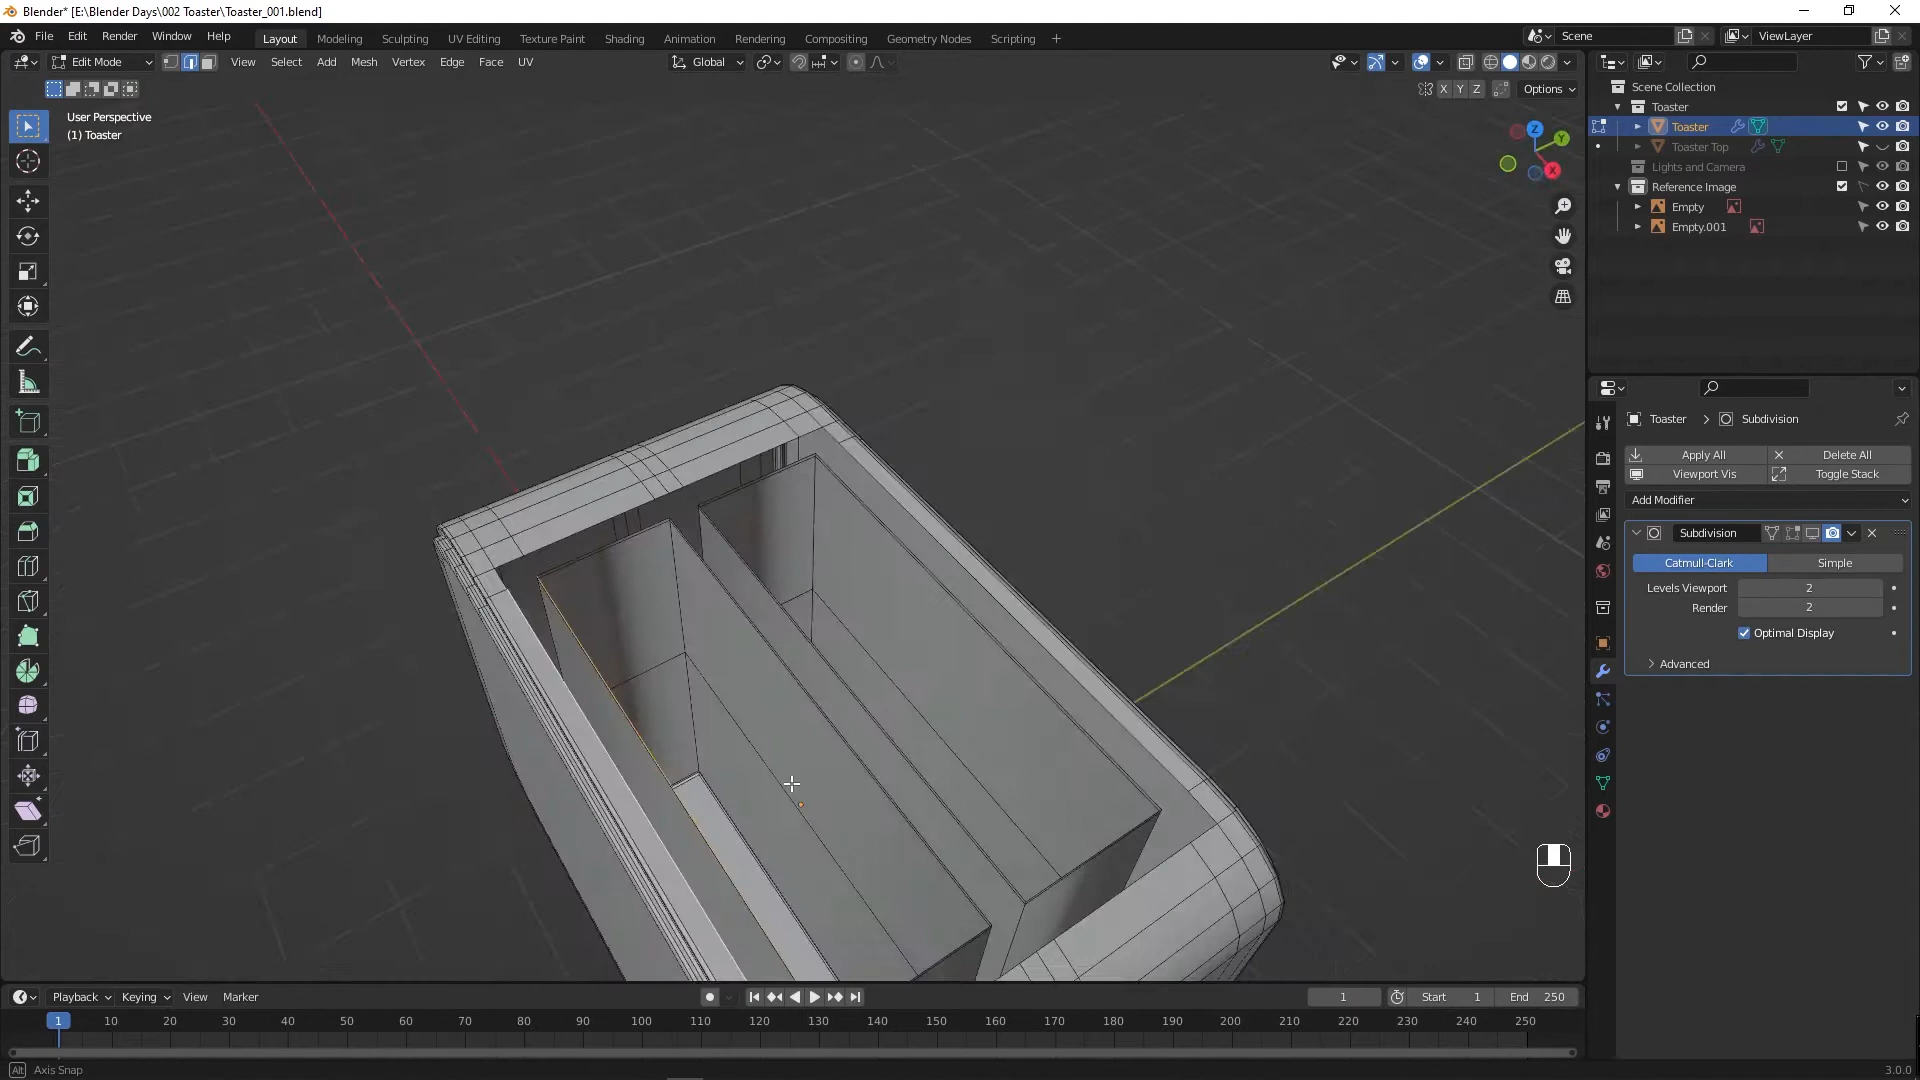 Blender* [E:\Blender Days\002 Toaster\Toaster_001.blend]
File Edit Render Window Help Layout Modeling Sculpting UV Editing Texture Paint Shading Animation Rendering Compositing Geometry Nodes Scripting + Scene ViewLayer
Edit Mode View Select Add Mesh Vertex Edge Face UV Global
X Y Z Options
User Perspective
(1) Toaster
Z Y X
Scene Collection
Toaster
Toaster
Toaster Top
Lights and Camera
Reference Image
Empty
Empty.001
Toaster > Subdivision
Apply All Delete All
Viewport Vis Toggle Stack
Add Modifier
Subdivision
Catmull-Clark Simple
Levels Viewport 2
Render 2
Optimal Display
Advanced
Playback Keying View Marker 1 Start 1 End 250
1 10 20 30 40 50 60 70 80 90 100 110 120 130 140 150 160 170 180 190 200 210 220 230 240 250
Alt Axis Snap 3.0.0